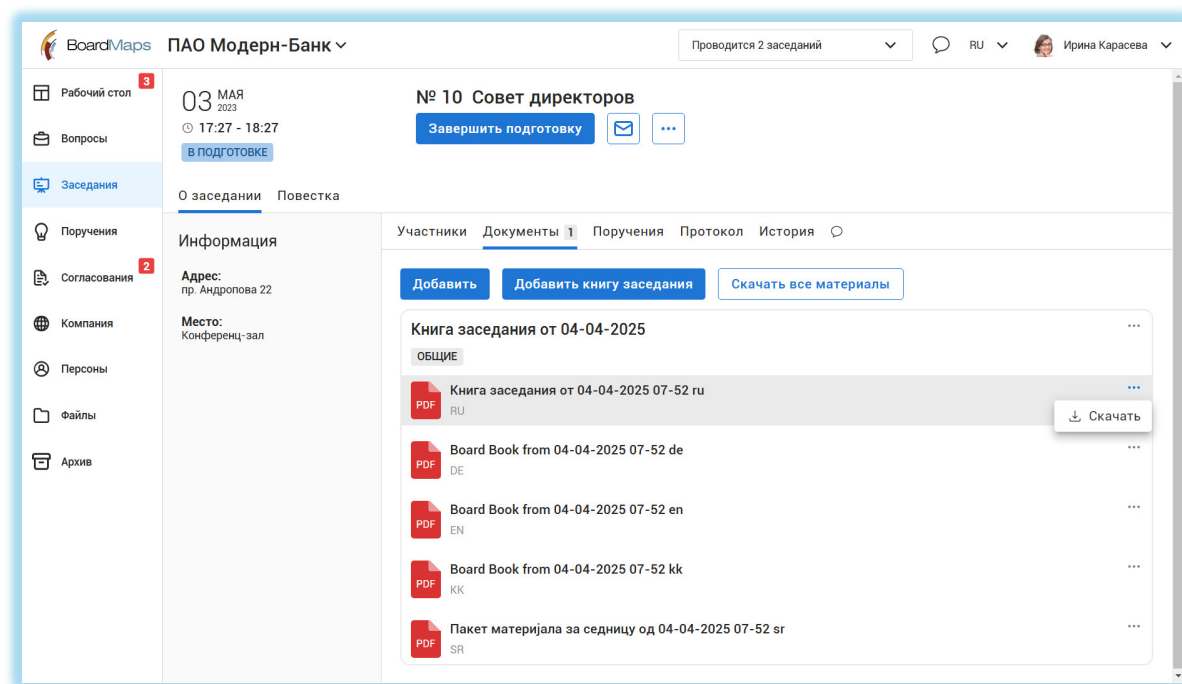 BoardMaps
ПАО Модерн-Банк
Проводится 2 заседаний
RU
Ирина Карасева
Рабочий стол
3
Вопросы
Заседания
Поручения
Согласования
2
Компания
Персоны
Файлы
Архив
03 МАЯ
2023
17:27 - 18:27
В ПОДГОТОВКЕ
№ 10 Совет директоров
Завершить подготовку
О заседании Повестка
Информация
Адрес:
пр. Андропова 22
Место:
Конференц-зал
Участники Документы 1 Поручения Протокол История
Добавить Добавить книгу заседания Скачать все материалы
Книга заседания от 04-04-2025
ОБЩИЕ
PDF
Книга заседания от 04-04-2025 07-52 ru
RU
Скачать
PDF
Board Book from 04-04-2025 07-52 de
DE
PDF
Board Book from 04-04-2025 07-52 en
EN
PDF
Board Book from 04-04-2025 07-52 kk
KK
PDF
Пакет материјала за седницу од 04-04-2025 07-52 sr
SR